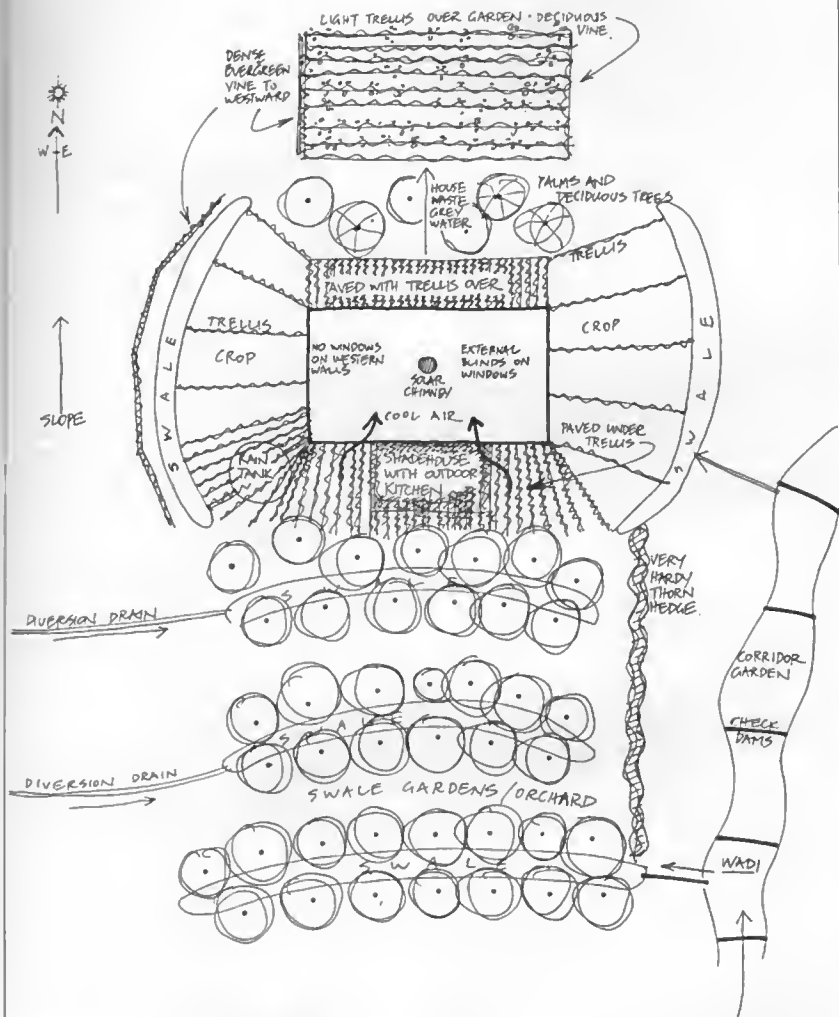 LIGHT TRELLIS OVER GARDEN - DECIDUOUS
VINE.
DENSE
EVERGREEN
VINE TO
WESTWARD
N
W E
HOUSE
WASTE
GREY
WATER
PALMS AND
DECIDUOUS TREES
TRELLIS
PAVED WITH TRELLIS OVER
SWALE
TRELLIS
CROP
NO WINDOWS
ON WESTERN
WALLS
SOLAR
CHIMNEY
EXTERNAL
BLINDS ON
WINDOWS
COOL AIR
CROP
SWALE
SLOPE
RAIN
TANK
SHADEHOUSE
WITH OUTDOOR
KITCHEN
PAVED UNDER
TRELLIS
VERY
HARDY
THORN
HEDGE.
DIVERSION DRAIN
S
CORRIDOR
GARDEN
CHECK
DAMS
SWALE
DIVERSION DRAIN
SWALE GARDENS/ORCHARD
SWALE
WADI